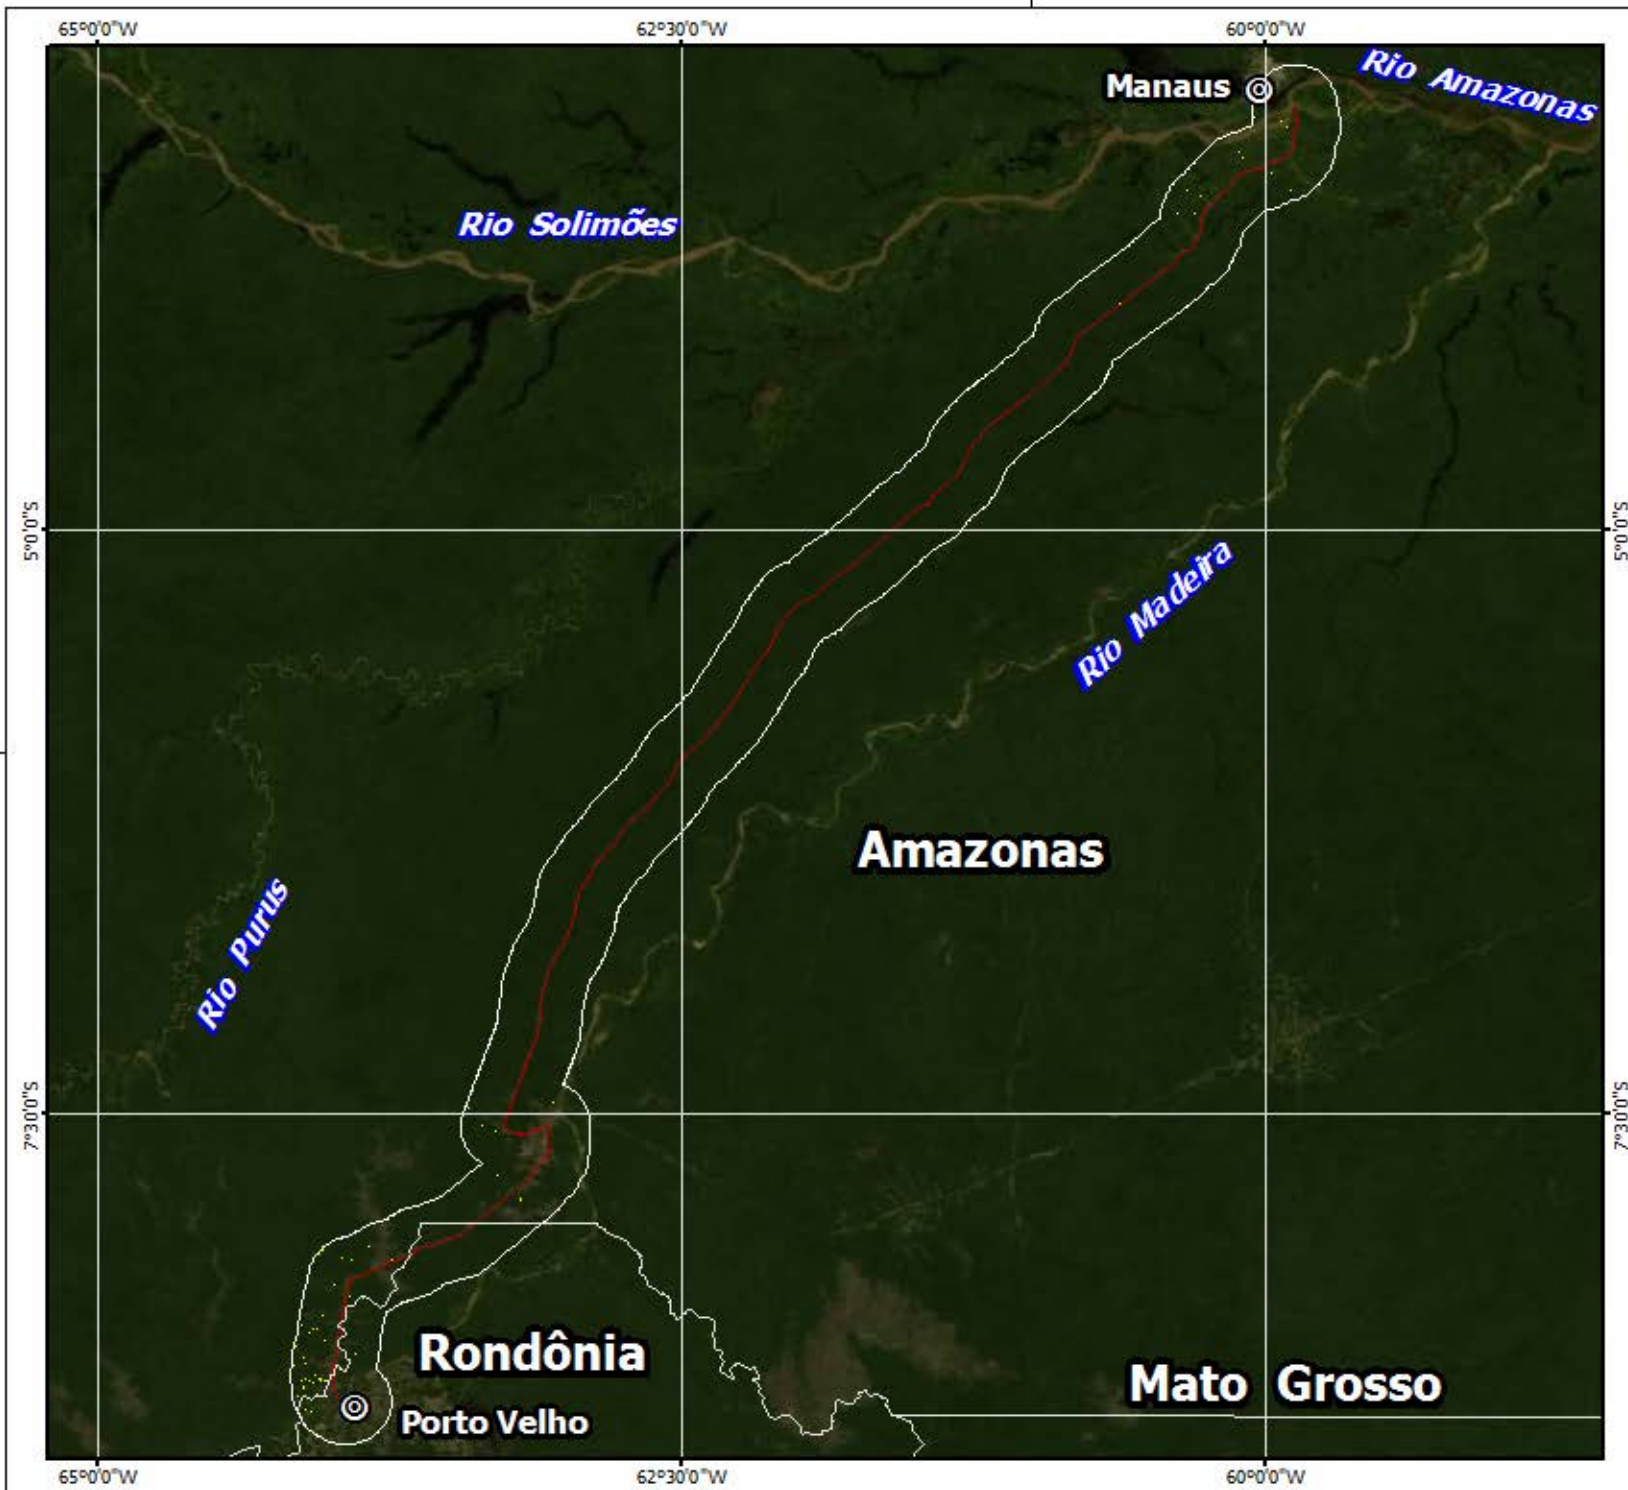 65°0'0"W 62°30'0"W 60°0'0"W
Manaus
Rio Amazonas
Rio Solimões
5°0'0"S 5°0'0"S
Rio Madeira
Amazonas
Rio Purus
7°30'0"S 7°30'0"S
Rondônia
Mato Grosso
Porto Velho
65°0'0"W 62°30'0"W 60°0'0"W